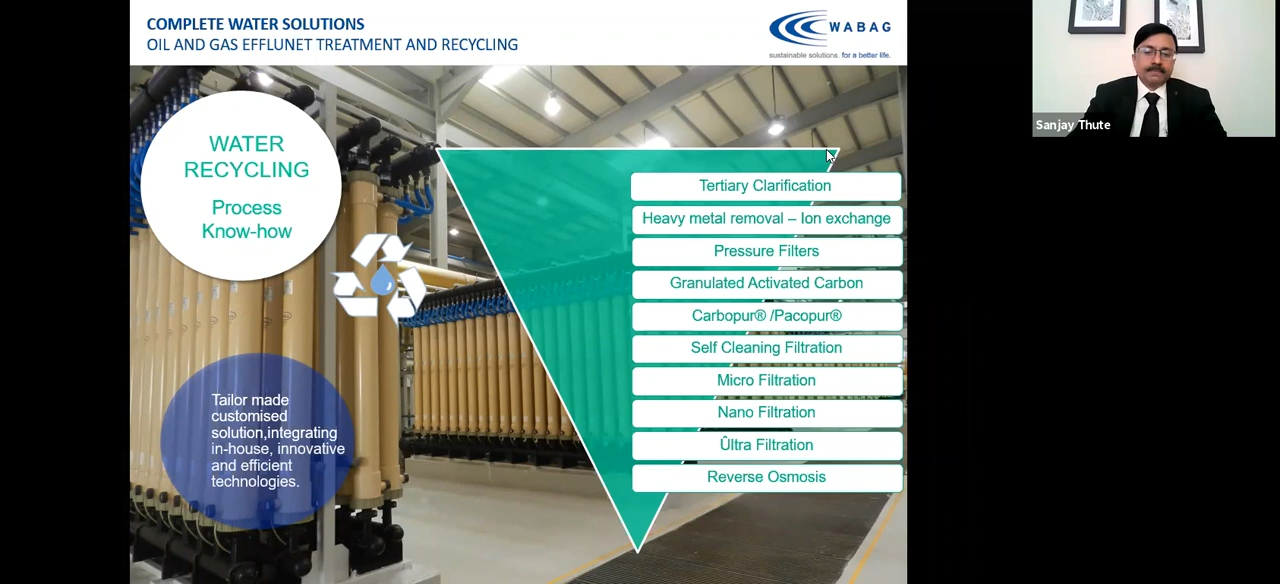 COMPLETE WATER SOLUTIONS
OIL AND GAS EFFLUNET TREATMENT AND RECYCLING
WABAG
sustainable solutions. for a better life.
Sanjay Thute
WATER
RECYCLING
Process
Know-how
Tailor made
customised
solution,integrating
in-house, innovative
and efficient
technologies.
Tertiary Clarification
Heavy metal removal – Ion exchange
Pressure Filters
Granulated Activated Carbon
Carbopur® /Pacopur®
Self Cleaning Filtration
Micro Filtration
Nano Filtration
Ûltra Filtration
Reverse Osmosis